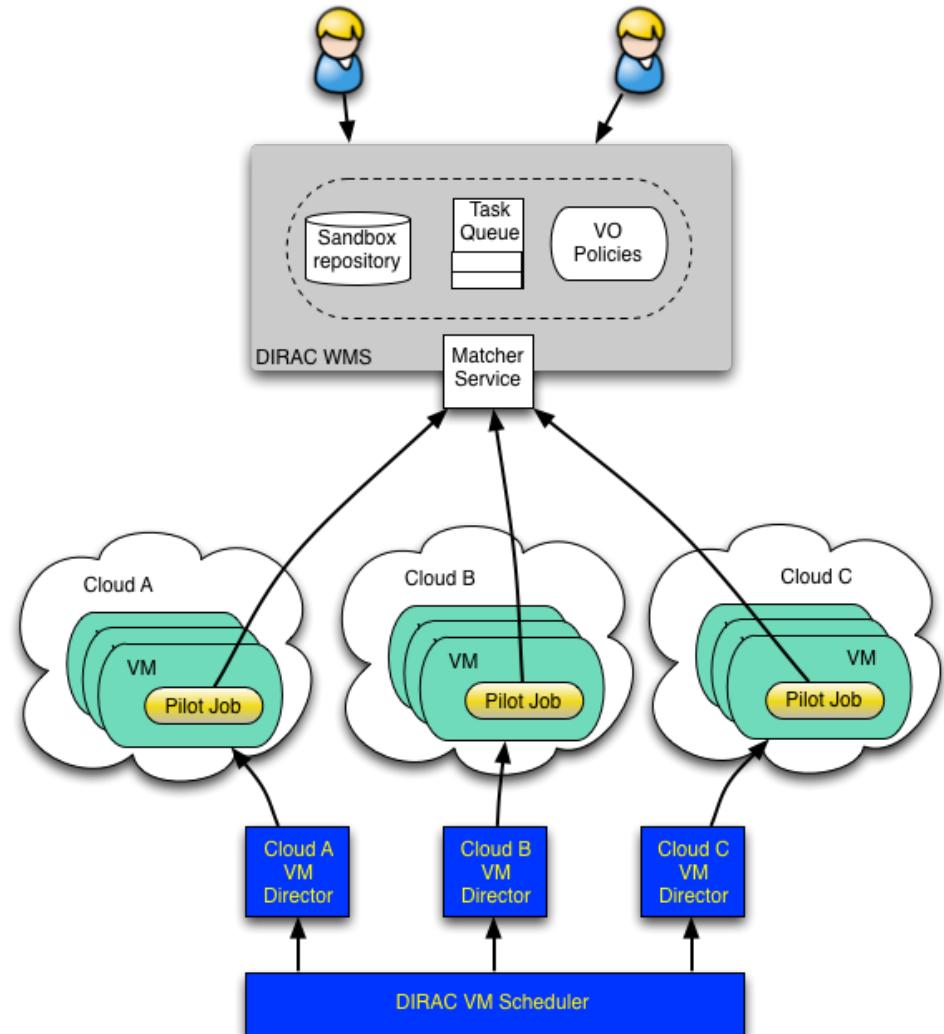 Sandbox
repository
Task
Queue
VO
Policies
DIRAC WMS
Matcher
Service
Cloud A
VM
Pilot Job
Cloud B
VM
Pilot Job
Cloud C
VM
Pilot Job
Cloud A
VM
Director
Cloud B
VM
Director
Cloud C
VM
Director
DIRAC VM Scheduler